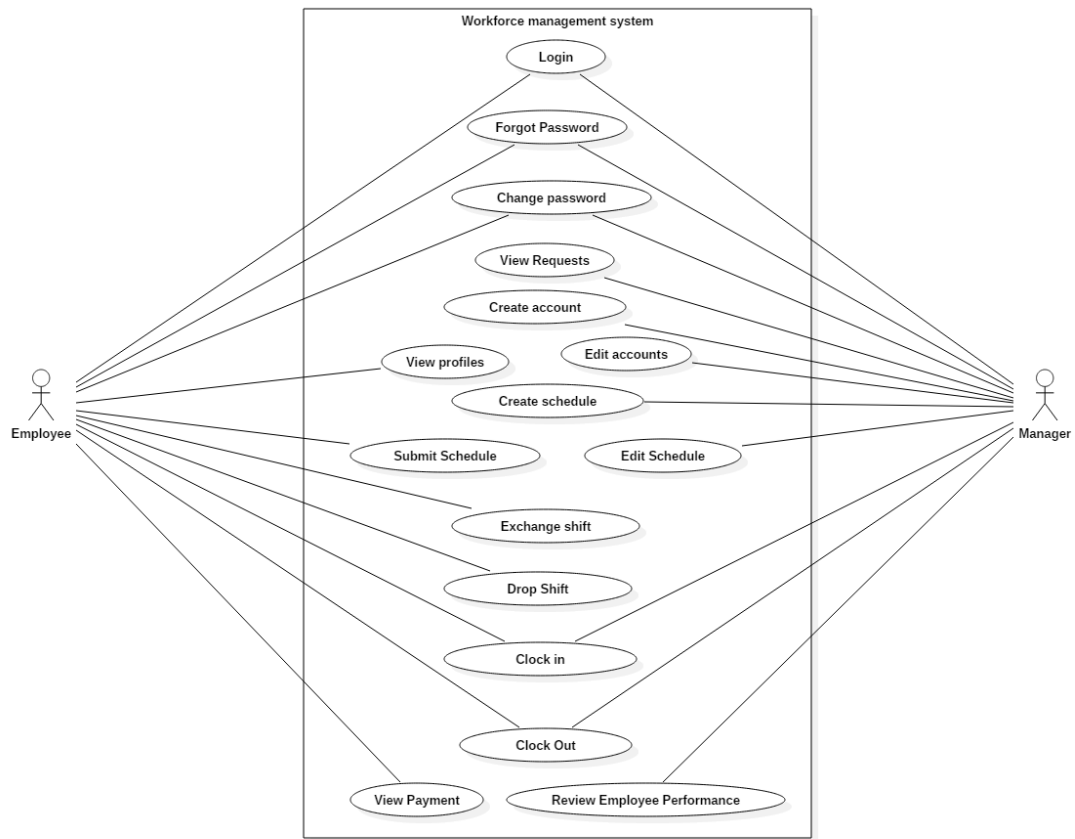 Workforce management system
Login
Forgot Password
Change password
View Requests
Create account
Edit accounts
View profiles
Create schedule
Employee
Manager
Submit Schedule
Edit Schedule
Exchange shift
Drop Shift
Clock in
Clock Out
View Payment
Review Employee Performance